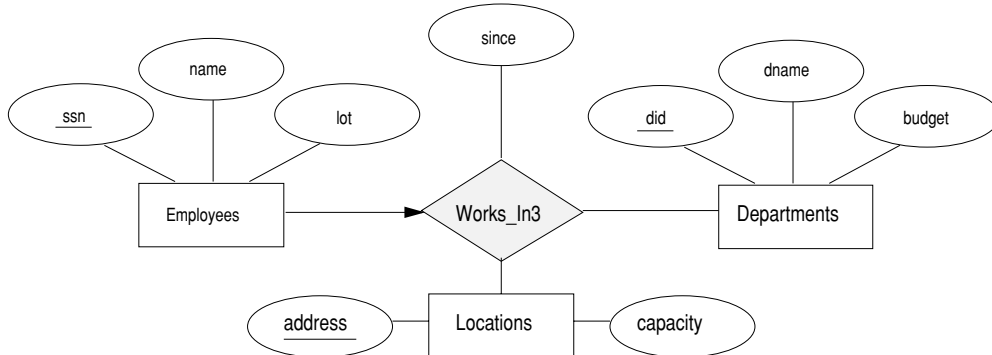 since
name
dname
ssn
lot
did
budget
Employees
Works_In3
Departments
address
Locations
capacity